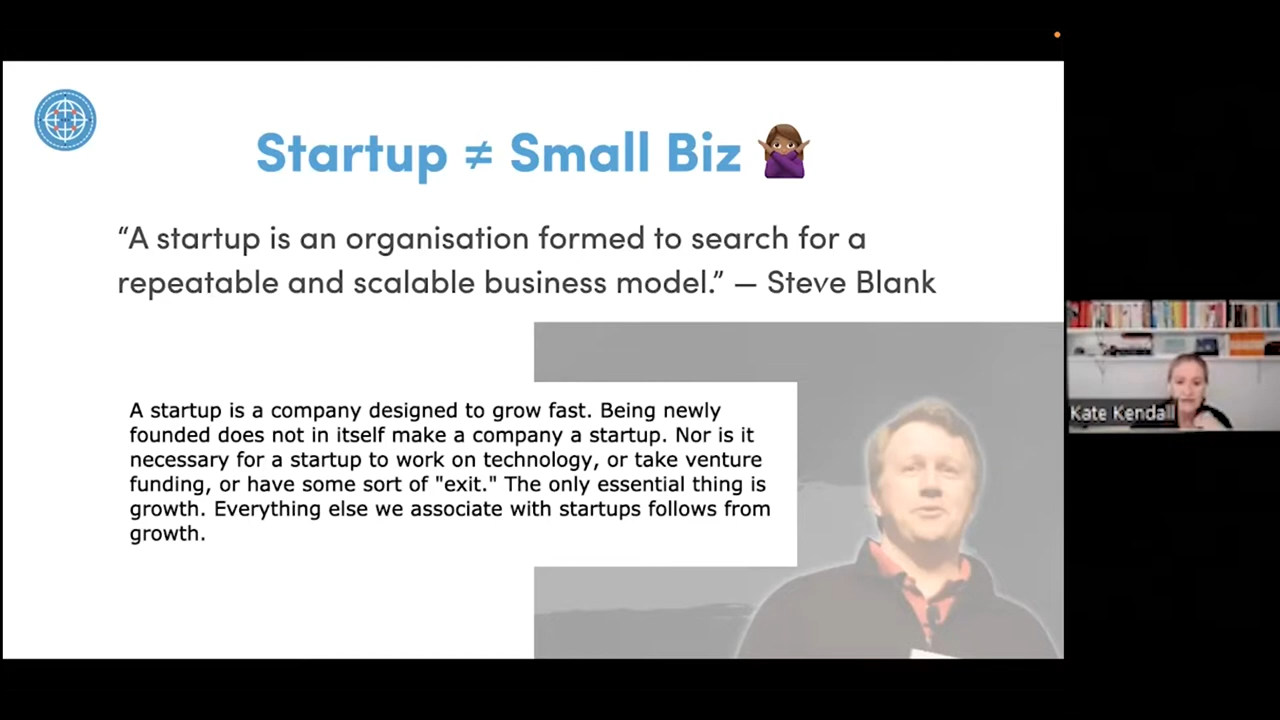 Startup ≠ Small Biz 🙅🏽‍♀️
“A startup is an organisation formed to search for a
repeatable and scalable business model.” — Steve Blank
A startup is a company designed to grow fast. Being newly
founded does not in itself make a company a startup. Nor is it
necessary for a startup to work on technology, or take venture
funding, or have some sort of "exit." The only essential thing is
growth. Everything else we associate with startups follows from
growth.
Kate Kendall